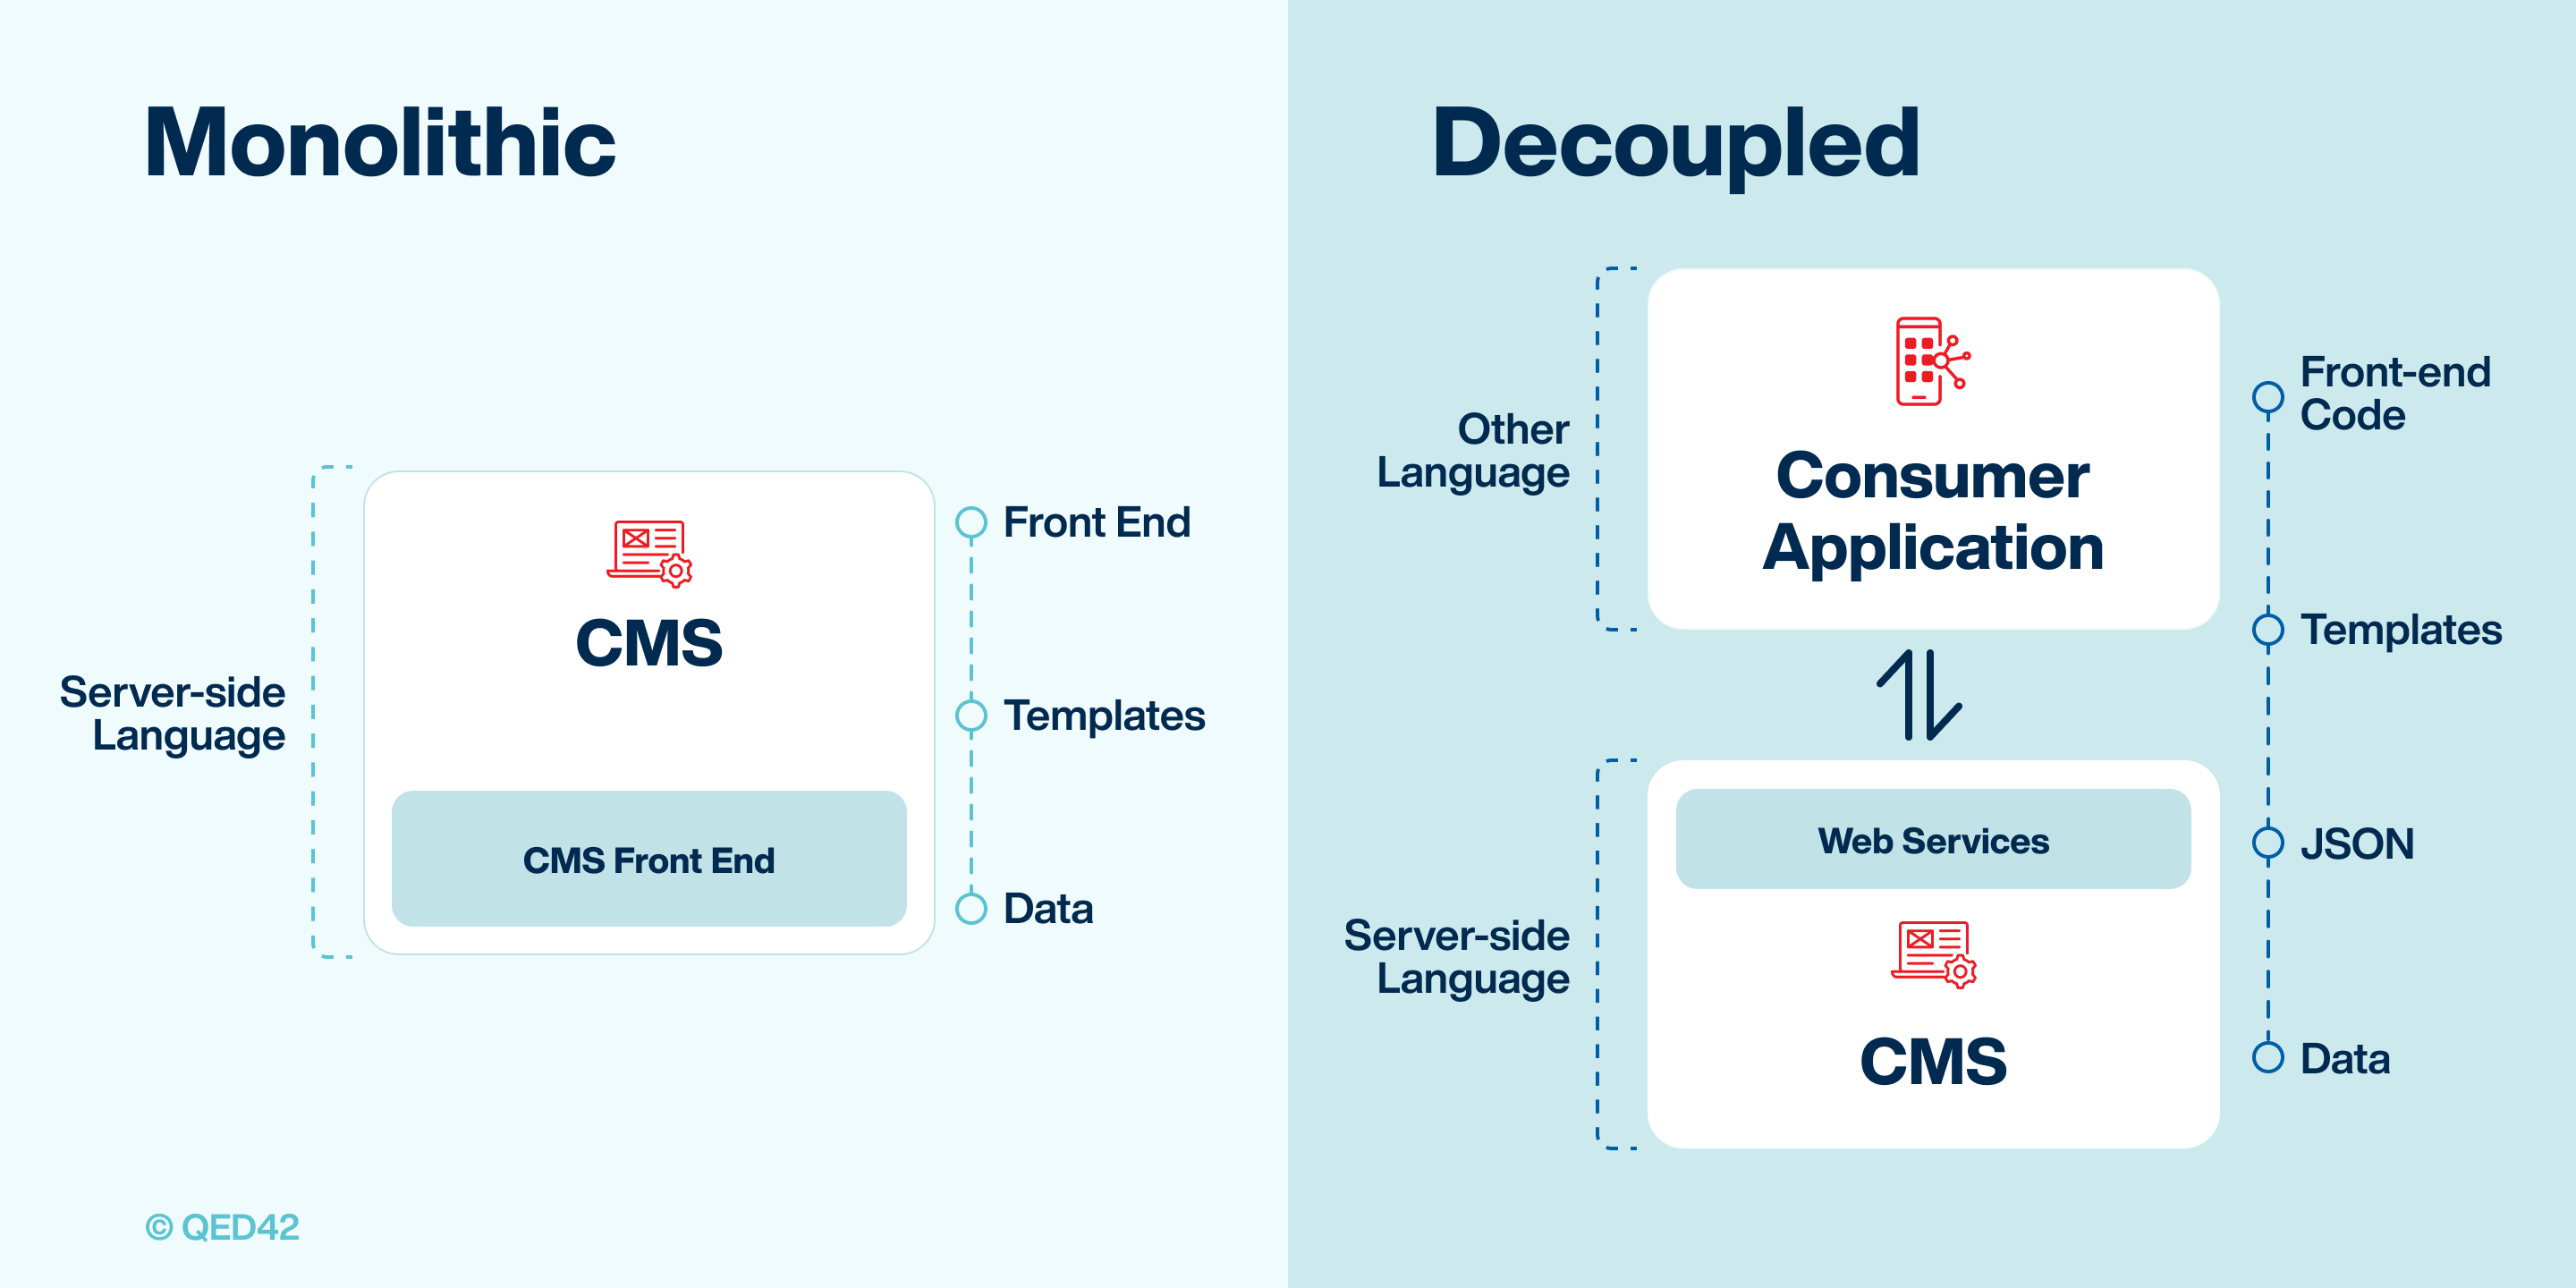 Monolithic
Server-side
Language
CMS
CMS Front End
Front End
Templates
Data
© QED42
Decoupled
Other
Language
Consumer
Application
Front-end
Code
Templates
Server-side
Language
Web Services
CMS
JSON
Data